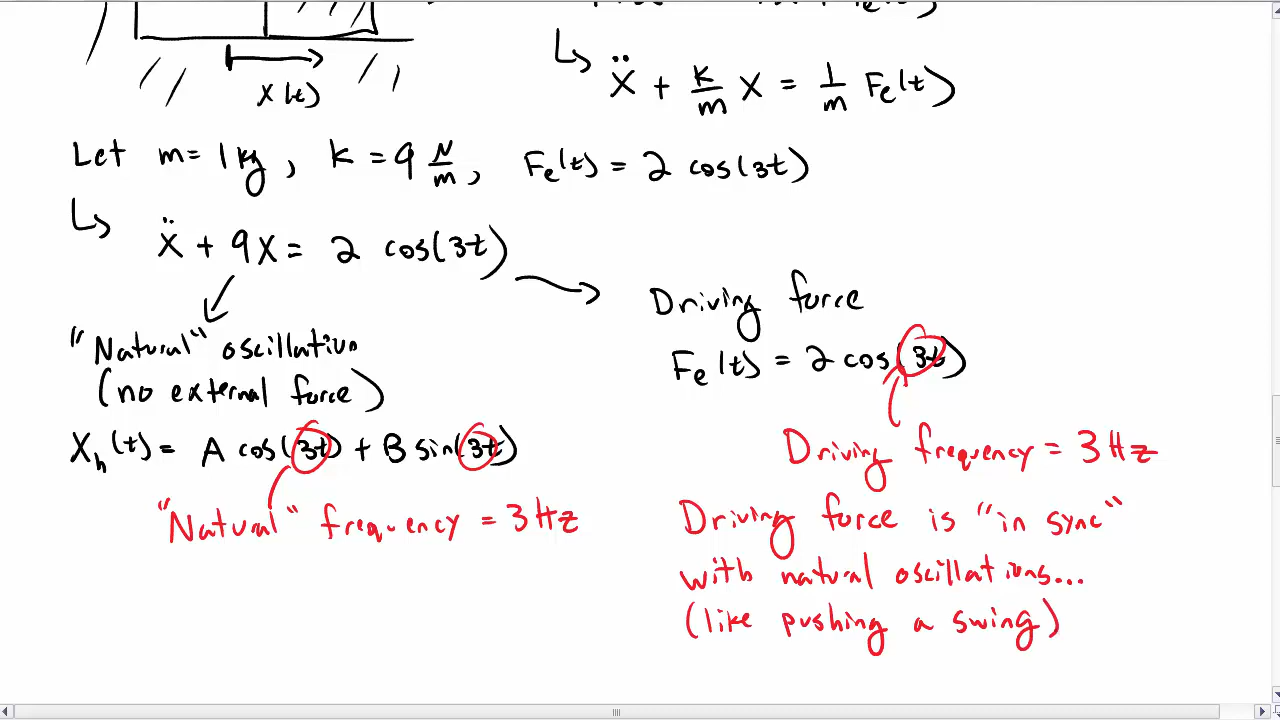 X(t)
Ẍ + k/m X = 1/m Fe(t)
Let m = 1 kg, k = 9 N/m, Fe(t) = 2 cos(3t)
Ẍ + 9X = 2 cos(3t)
"Natural" oscillation
(no external force)
Xh(t) = A cos(3t) + B sin(3t)
"Natural" frequency = 3 Hz
Driving force
Fe(t) = 2 cos(3t)
Driving frequency = 3 Hz
Driving force is "in sync"
with natural oscillations...
(like pushing a swing)